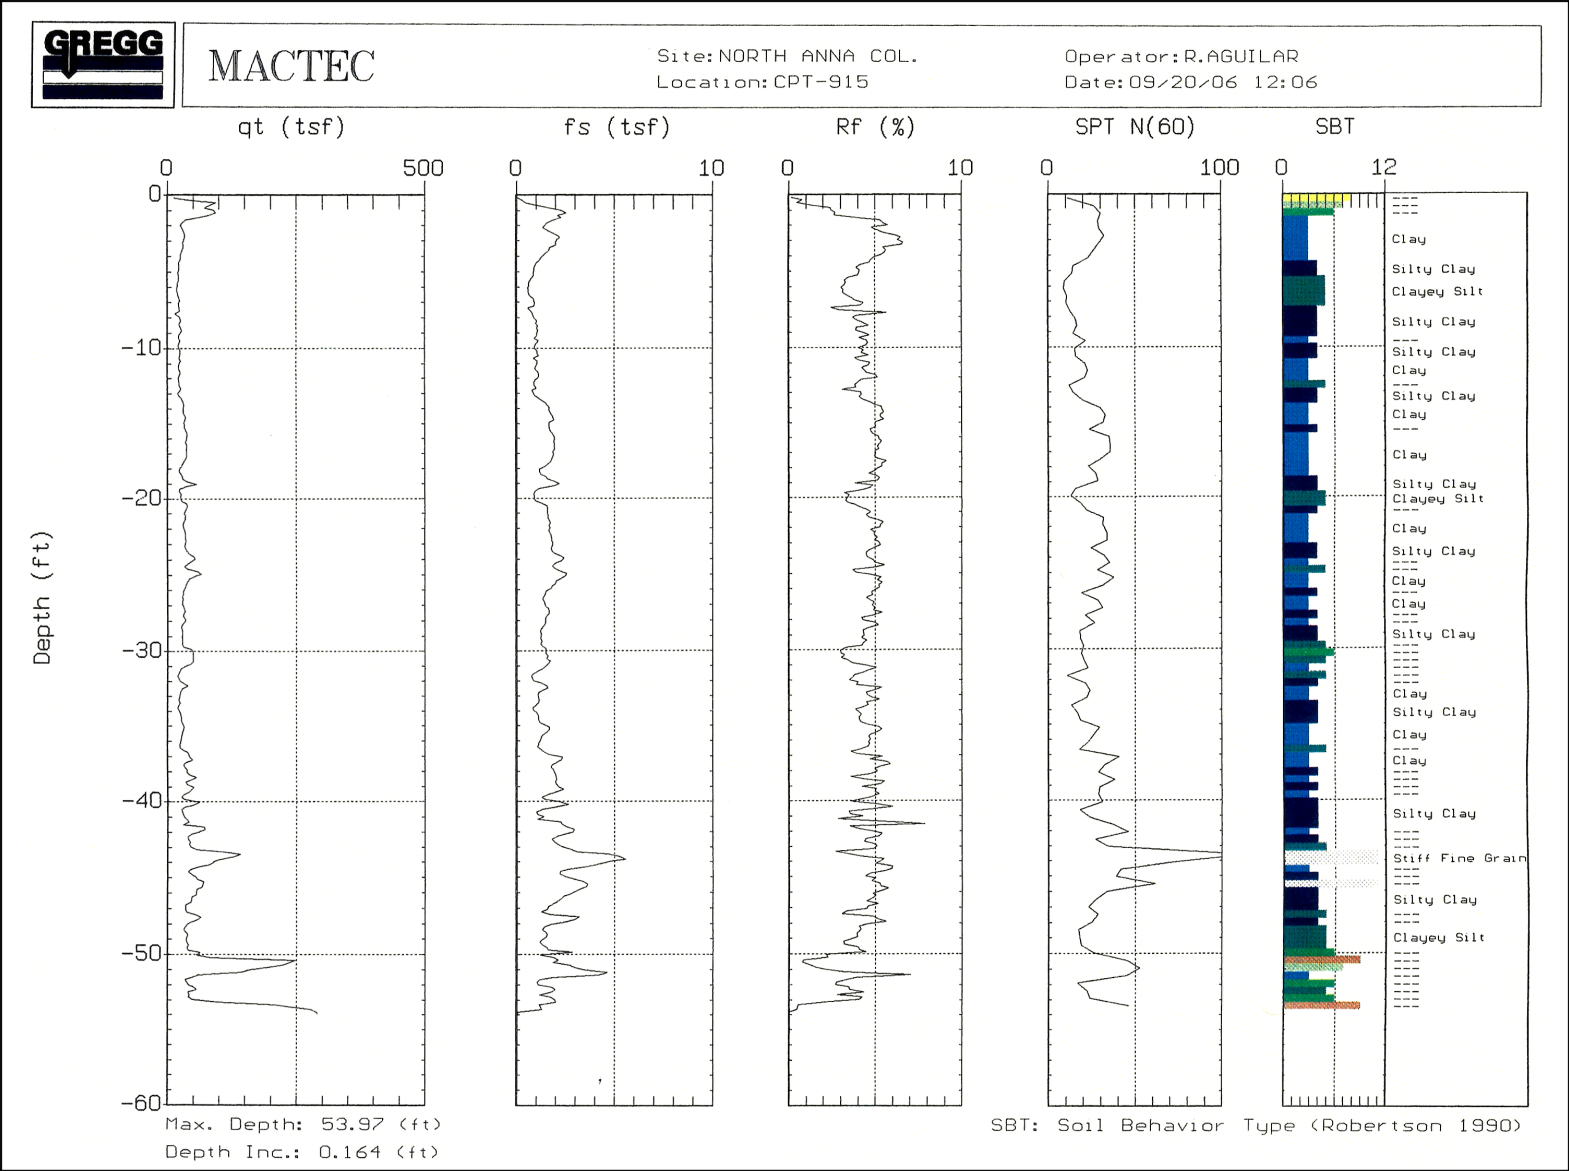 GREGG
MACTEC
Site:NORTH ANNA COL.
Location:CPT-915
Operator:R.AGUILAR
Date:09/20/06 12:06
qt (tsf)
fs (tsf)
Rf (%)
SPT N(60)
SBT
0 500
0 10
0 10
0 100
0 12
Depth (ft)
0
-10
-20
-30
-40
-50
-60
---
---
---
Clay
Silty Clay
Clayey Silt
Silty Clay
---
Silty Clay
Clay
---
Silty Clay
Clay
---
Clay
Silty Clay
Clayey Silt
---
Clay
Silty Clay
---
---
Clay
---
Clay
---
---
Silty Clay
---
---
---
---
---
---
Clay
Silty Clay
Clay
---
Clay
---
---
---
---
Silty Clay
---
---
---
Stiff Fine Grain
---
---
---
Silty Clay
---
---
Clayey Silt
---
---
---
---
---
---
---
---
Max. Depth: 53.97 (ft)
Depth Inc.: 0.164 (ft)
SBT: Soil Behavior Type (Robertson 1990)